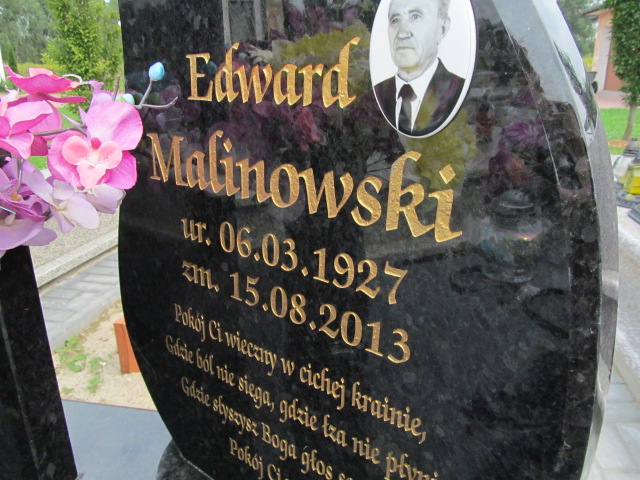 Edward
Malinowski
ur. 06.03.1927
zm. 15.08.2013
Pokój Ci wieczny w cichej krainie,
Gdzie ból nie sięga, gdzie łza nie
Gdzie słyszysz Boga głos
Pokój Ci